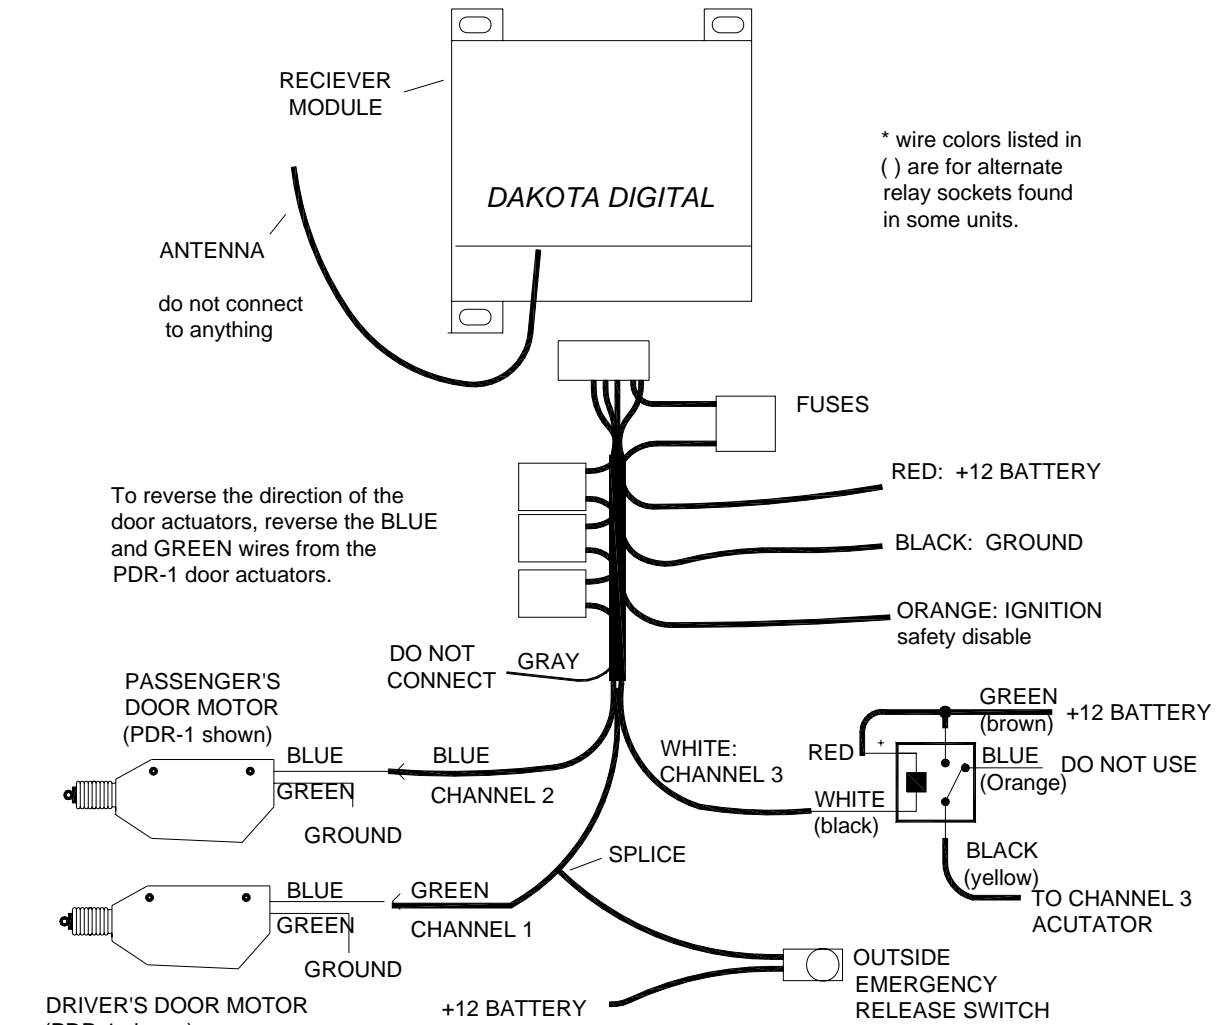 RECIEVER
MODULE
DAKOTA DIGITAL
* wire colors listed in
( ) are for alternate
relay sockets found
in some units.
ANTENNA
do not connect
to anything
FUSES
To reverse the direction of the
door actuators, reverse the BLUE
and GREEN wires from the
PDR-1 door actuators.
RED: +12 BATTERY
BLACK: GROUND
ORANGE: IGNITION
safety disable
DO NOT
CONNECT
GRAY
PASSENGER'S
DOOR MOTOR
(PDR-1 shown)
BLUE
GREEN
GROUND
BLUE
CHANNEL 2
WHITE:
CHANNEL 3
GREEN
(brown)
+12 BATTERY
RED
+
BLUE
(Orange)
DO NOT USE
WHITE
(black)
BLACK
(yellow)
TO CHANNEL 3
ACUTATOR
SPLICE
BLUE
GREEN
GROUND
GREEN
CHANNEL 1
DRIVER'S DOOR MOTOR
(PDR-1 shown)
+12 BATTERY
OUTSIDE
EMERGENCY
RELEASE SWITCH